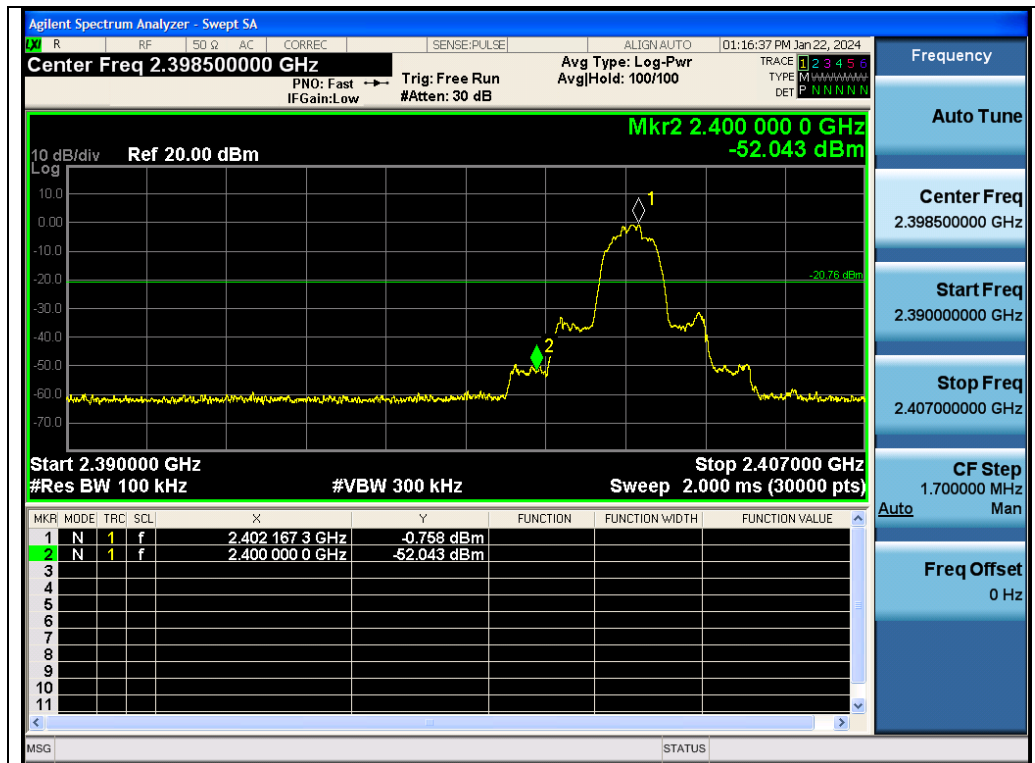 Agilent Spectrum Analyzer - Swept SA
LXI R RF 50 Ω AC CORREC SENSE:PULSE ALIGN AUTO 01:16:37 PM Jan 22, 2024
Center Freq 2.398500000 GHz
PNO: Fast
IFGain:Low
Trig: Free Run
#Atten: 30 dB
Avg Type: Log-Pwr
Avg|Hold: 100/100
TRACE 1 2 3 4 5 6
TYPE M WWWWW
DET P N N N N N
Mkr2 2.400 000 0 GHz
-52.043 dBm
10 dB/div Ref 20.00 dBm
Log
10.0
0.00
-10.0
-20.0
-30.0
-40.0
-50.0
-60.0
-70.0
1
2
-20.76 dBm
Start 2.390000 GHz Stop 2.407000 GHz
#Res BW 100 kHz #VBW 300 kHz Sweep 2.000 ms (30000 pts)
MKR MODE TRC SCL X Y FUNCTION FUNCTION WIDTH FUNCTION VALUE
1 N 1 f 2.402 167 3 GHz -0.758 dBm
2 N 1 f 2.400 000 0 GHz -52.043 dBm
3
4
5
6
7
8
9
10
11
MSG STATUS
Frequency
Auto Tune
Center Freq
2.398500000 GHz
Start Freq
2.390000000 GHz
Stop Freq
2.407000000 GHz
CF Step
1.700000 MHz
Auto Man
Freq Offset
0 Hz